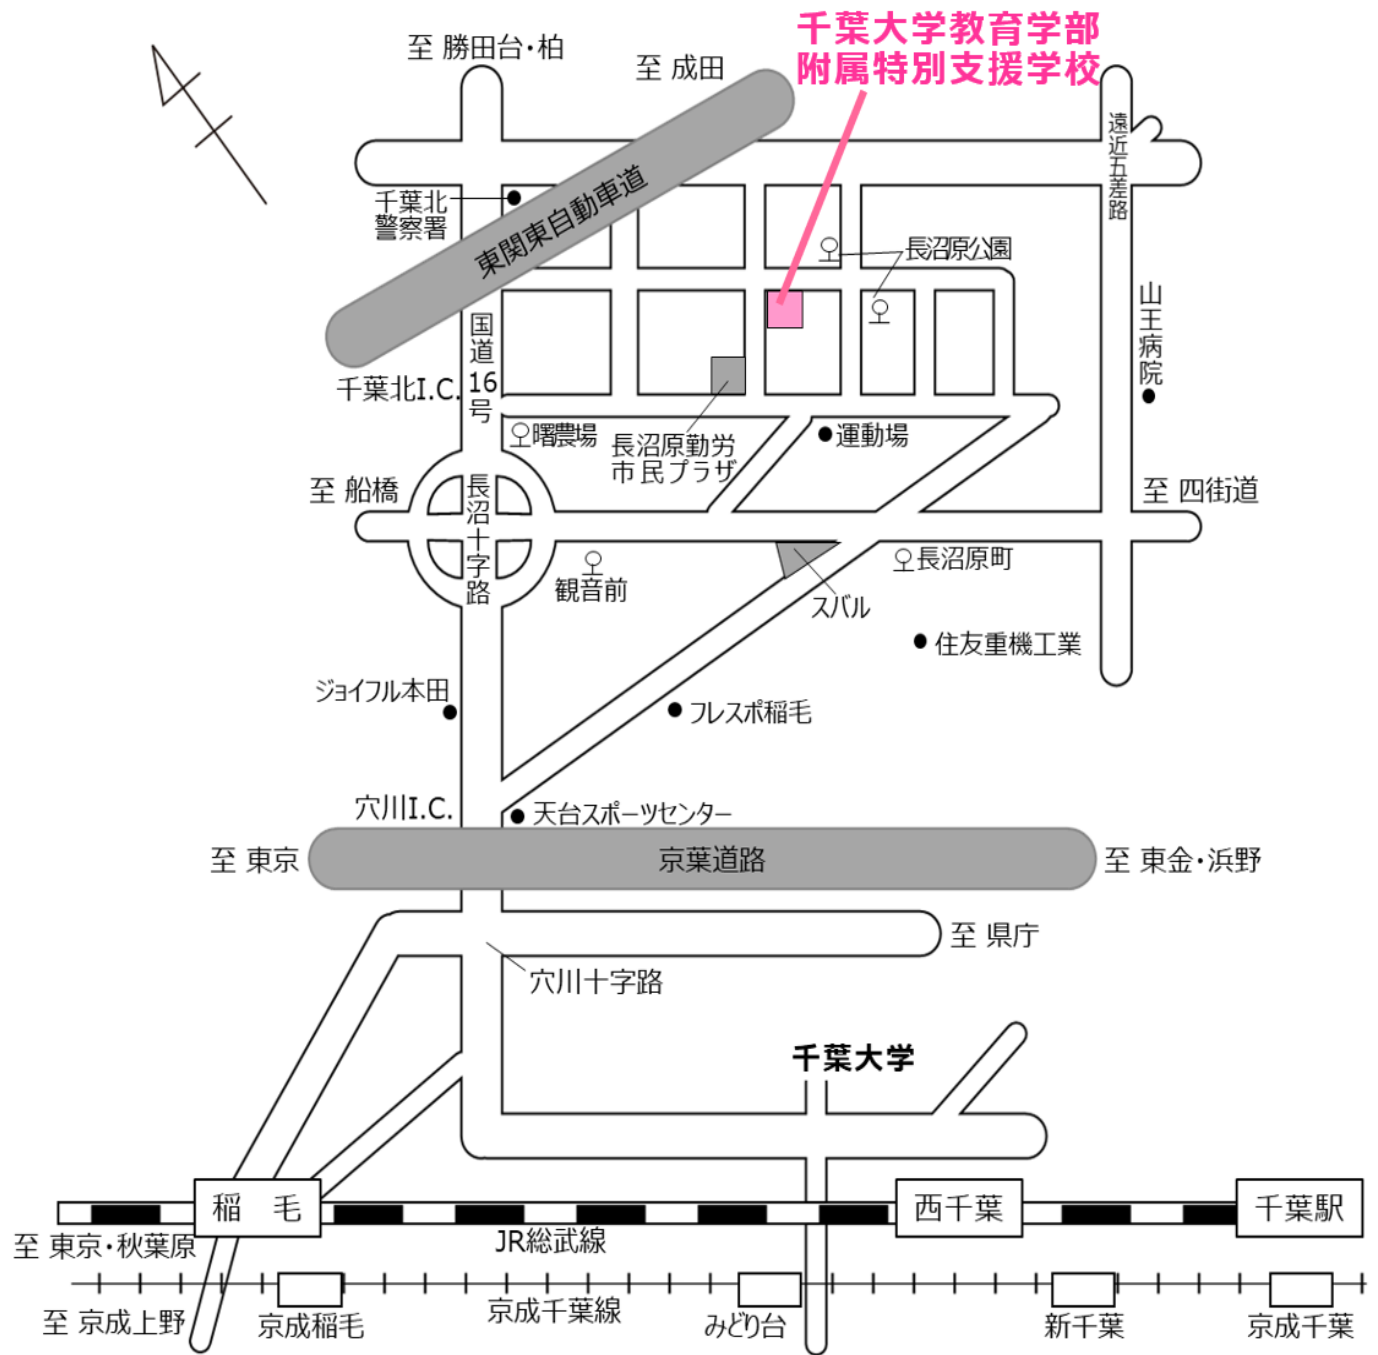 千葉大学教育学部
附属特別支援学校
至 勝田台・柏
至 成田
遠近五差路
千葉北
警察署
東関東自動車道
長沼原公園
山王病院
国道16号
千葉北I.C.
曙農場
長沼原勤労
市民プラザ
運動場
至 船橋
長沼十字路
至 四街道
観音前
長沼原町
スバル
住友重機工業
ジョイフル本田
フレスポ稲毛
穴川I.C.
天台スポーツセンター
至 東京
京葉道路
至 東金・浜野
至 県庁
穴川十字路
千葉大学
稲 毛
西千葉
千葉駅
至 東京・秋葉原
JR総武線
至 京成上野
京成稲毛
京成千葉線
みどり台
新千葉
京成千葉